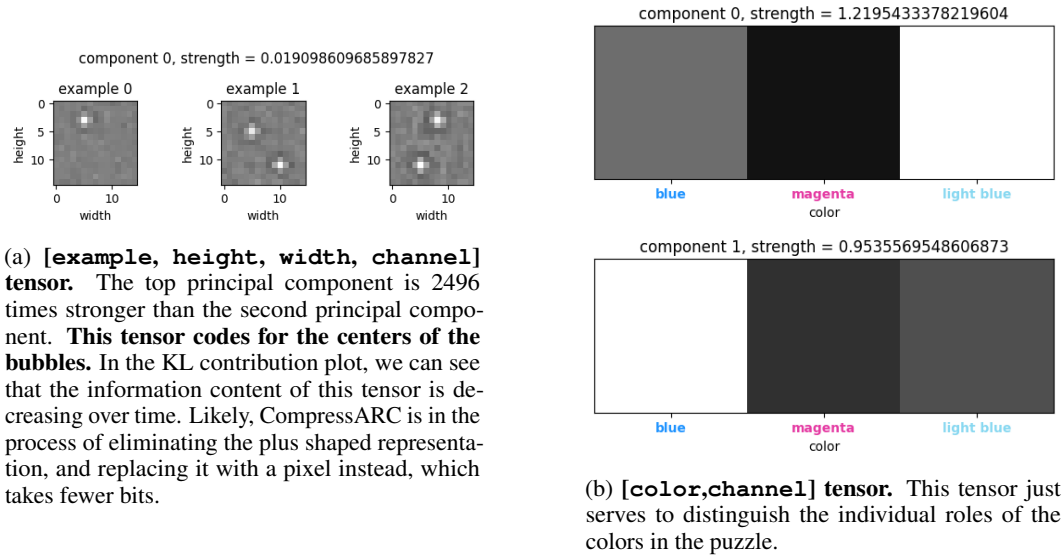 component 0, strength = 0.019098609685897827
example 0
example 1
example 2
0
5
10
height
0
10
width
0
5
10
height
0
10
width
0
5
10
height
0
10
width
(a) [example, height, width, channel]
tensor. The top principal component is 2496
times stronger than the second principal compo-
nent. This tensor codes for the centers of the
bubbles. In the KL contribution plot, we can see
that the information content of this tensor is de-
creasing over time. Likely, CompressARC is in the
process of eliminating the plus shaped representa-
tion, and replacing it with a pixel instead, which
takes fewer bits.
component 0, strength = 1.2195433378219604
blue
magenta
light blue
color
component 1, strength = 0.9535569548606873
blue
magenta
light blue
color
(b) [color,channel] tensor. This tensor just
serves to distinguish the individual roles of the
colors in the puzzle.